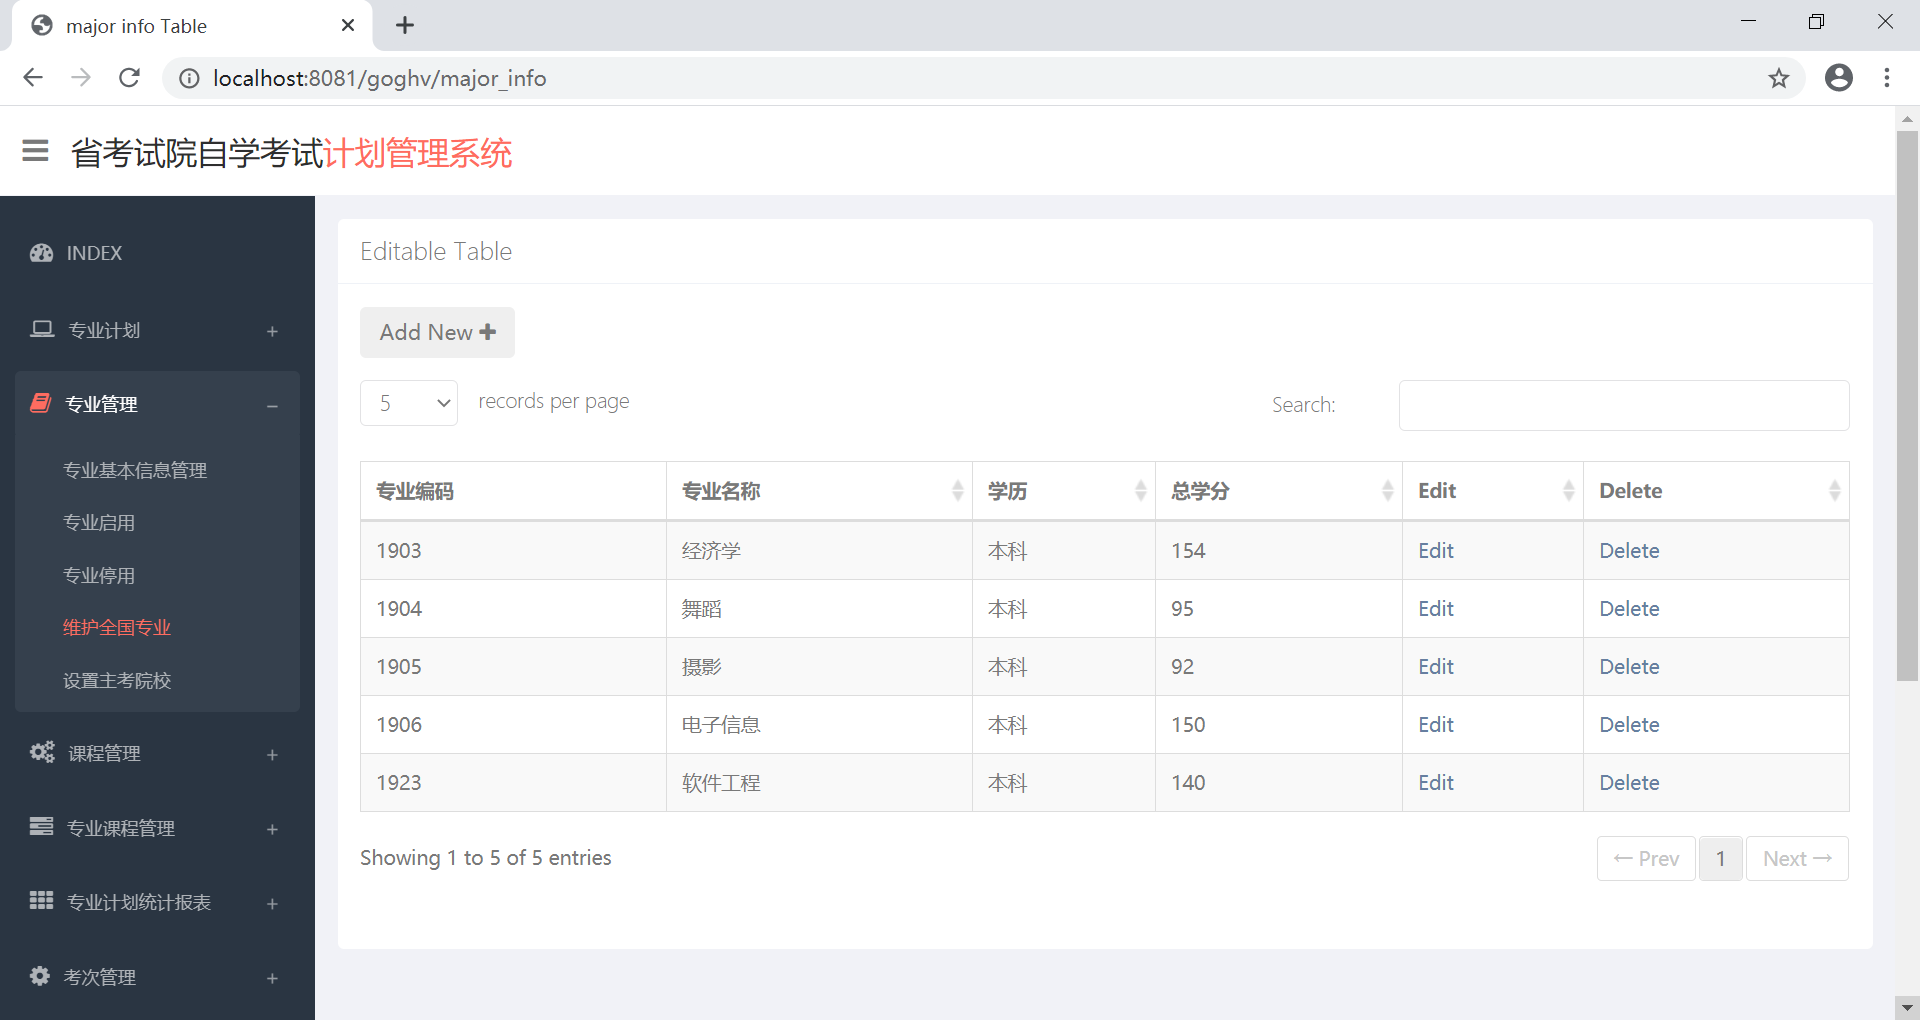 major info Table
localhost:8081/goghv/major_info
省考试院自学考试计划管理系统
INDEX
专业计划 +
专业管理 −
专业基本信息管理
专业启用
专业停用
维护全国专业
设置主考院校
课程管理 +
专业课程管理 +
专业计划统计报表 +
考次管理 +
Editable Table
Add New
5 records per page Search:
专业编码 专业名称 学历 总学分 Edit Delete
1903 经济学 本科 154 Edit Delete
1904 舞蹈 本科 95 Edit Delete
1905 摄影 本科 92 Edit Delete
1906 电子信息 本科 150 Edit Delete
1923 软件工程 本科 140 Edit Delete
Showing 1 to 5 of 5 entries ← Prev 1 Next →